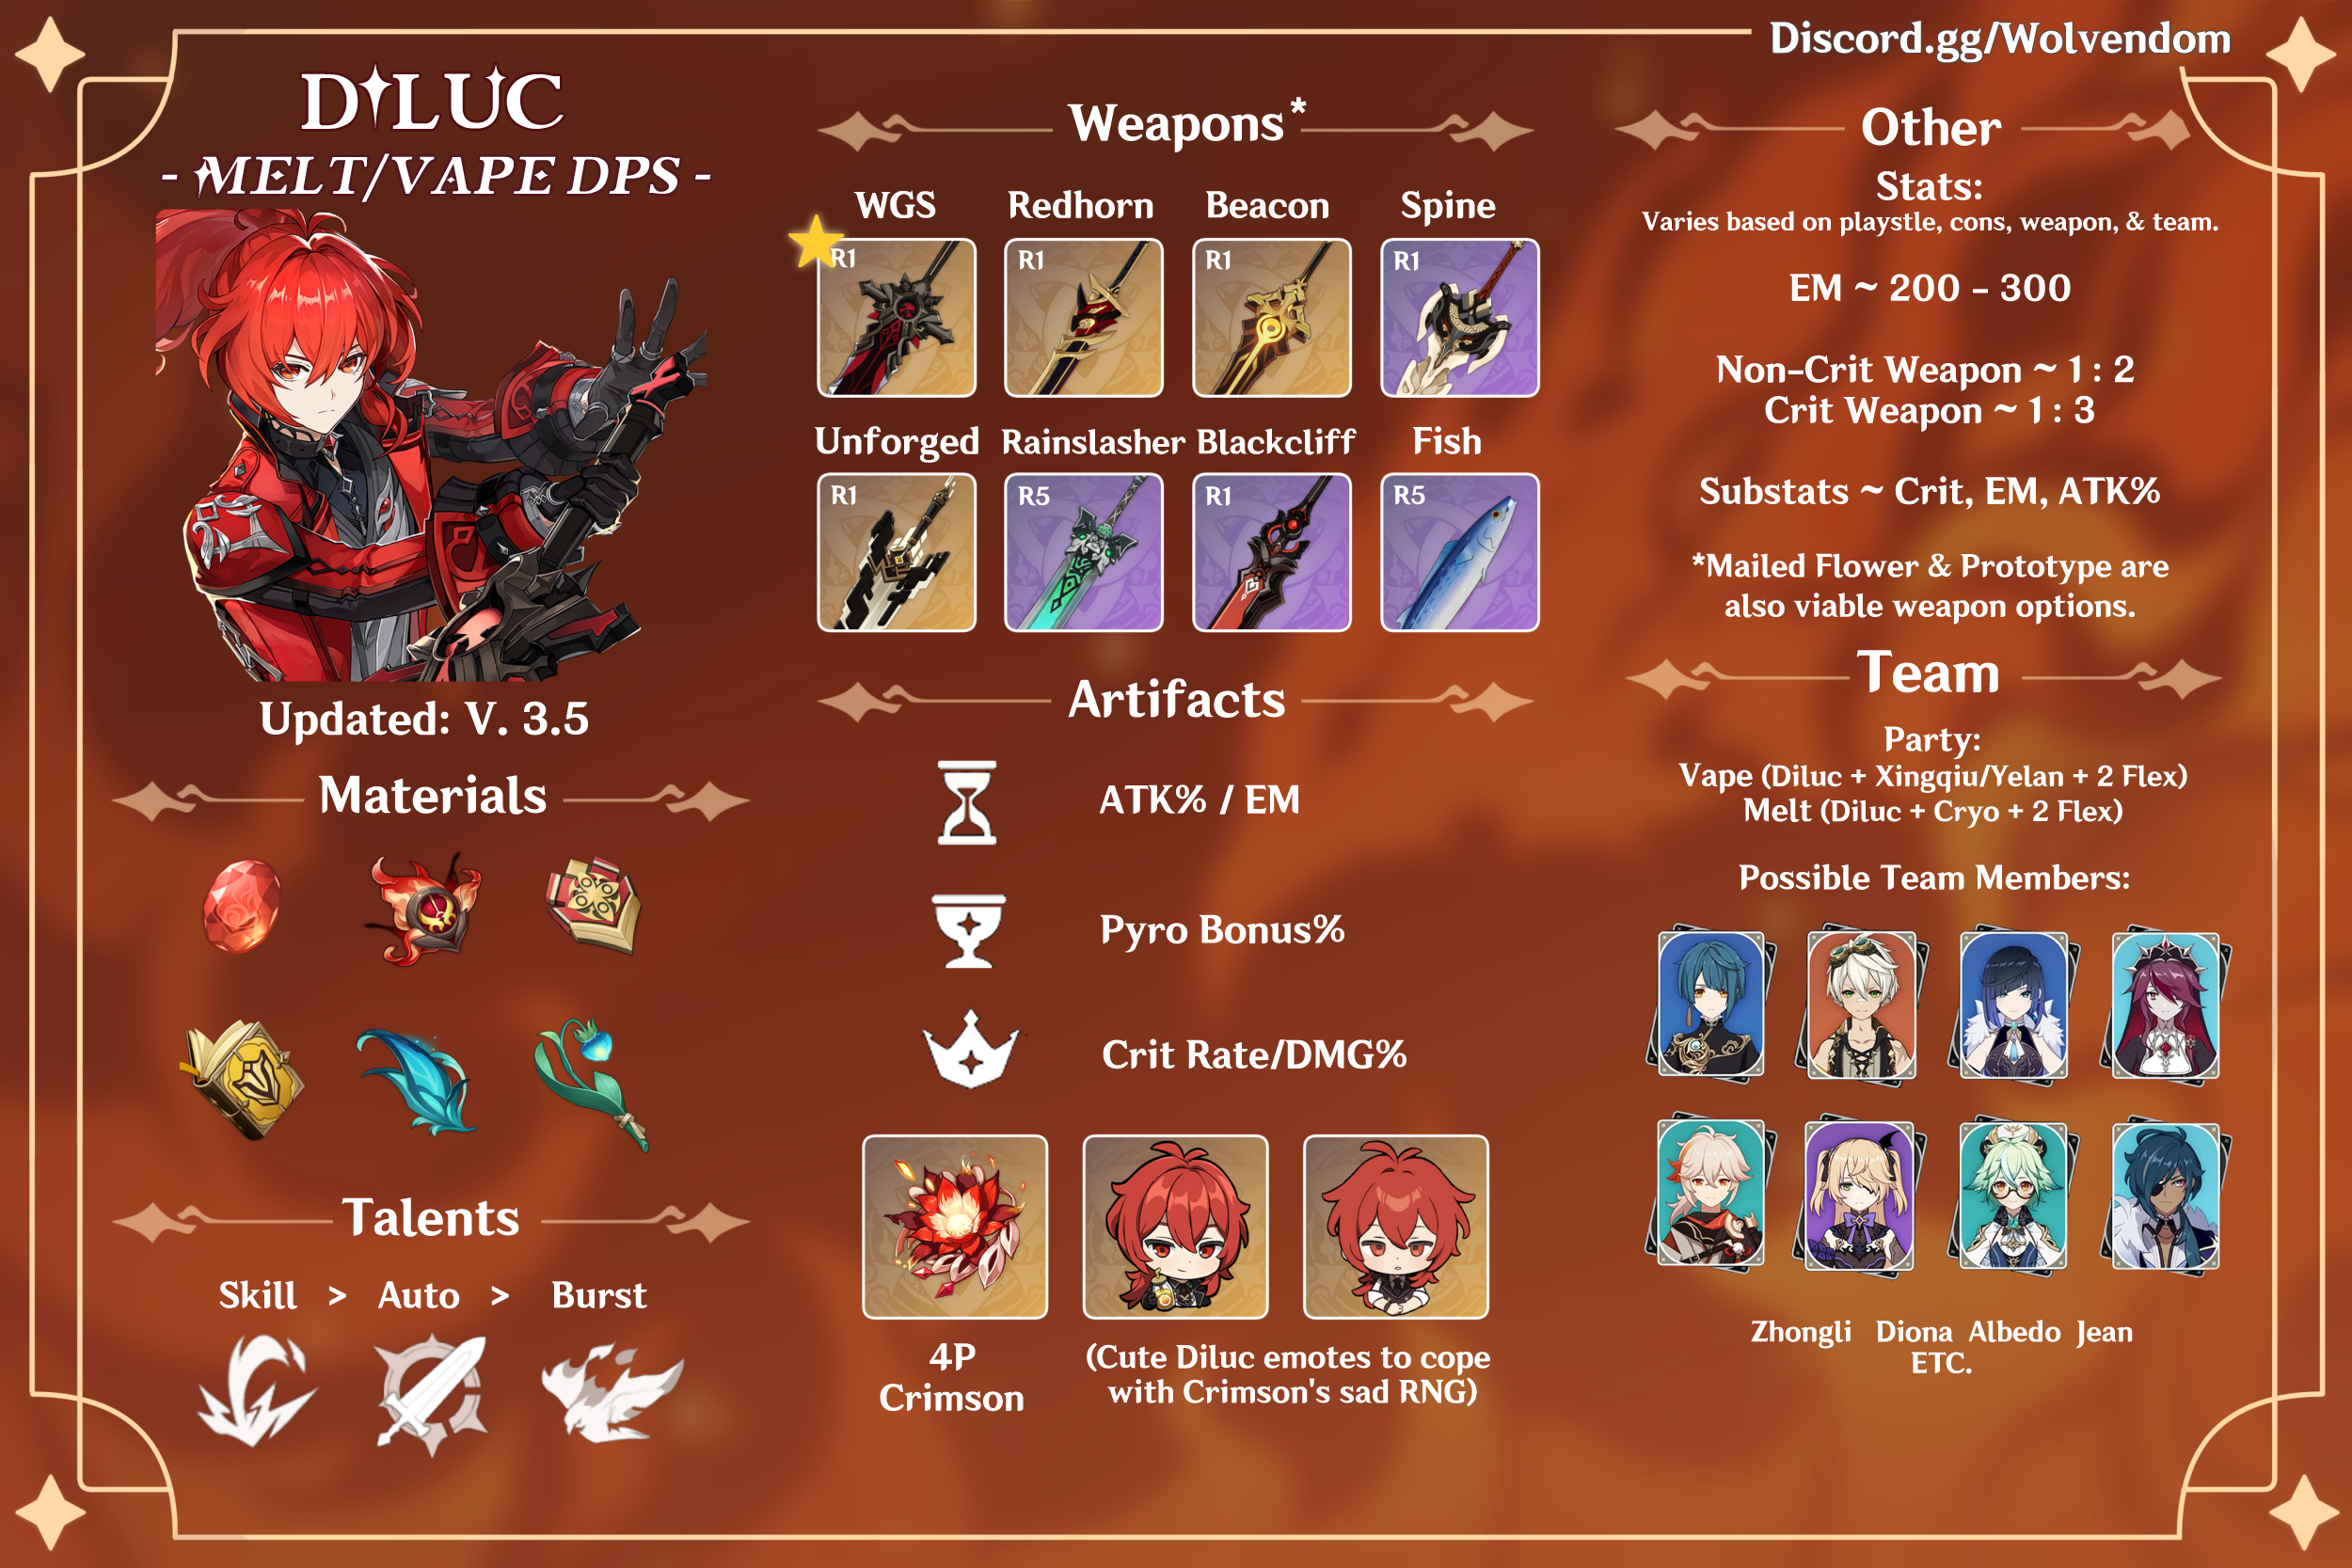 Discord.gg/Wolvendom
DILUC
- MELT/VAPE DPS -
Updated: V. 3.5
Materials
Talents
Skill > Auto > Burst
Weapons*
WGS Redhorn Beacon Spine
R1 R1 R1 R1
Unforged Rainslasher Blackcliff Fish
R1 R5 R1 R5
Artifacts
ATK% / EM
Pyro Bonus%
Crit Rate/DMG%
4P
Crimson
(Cute Diluc emotes to cope
with Crimson's sad RNG)
Other
Stats:
Varies based on playstle, cons, weapon, & team.
EM ~ 200 - 300
Non-Crit Weapon ~ 1 : 2
Crit Weapon ~ 1 : 3
Substats ~ Crit, EM, ATK%
*Mailed Flower & Prototype are
also viable weapon options.
Team
Party:
Vape (Diluc + Xingqiu/Yelan + 2 Flex)
Melt (Diluc + Cryo + 2 Flex)
Possible Team Members:
Zhongli Diona Albedo Jean
ETC.